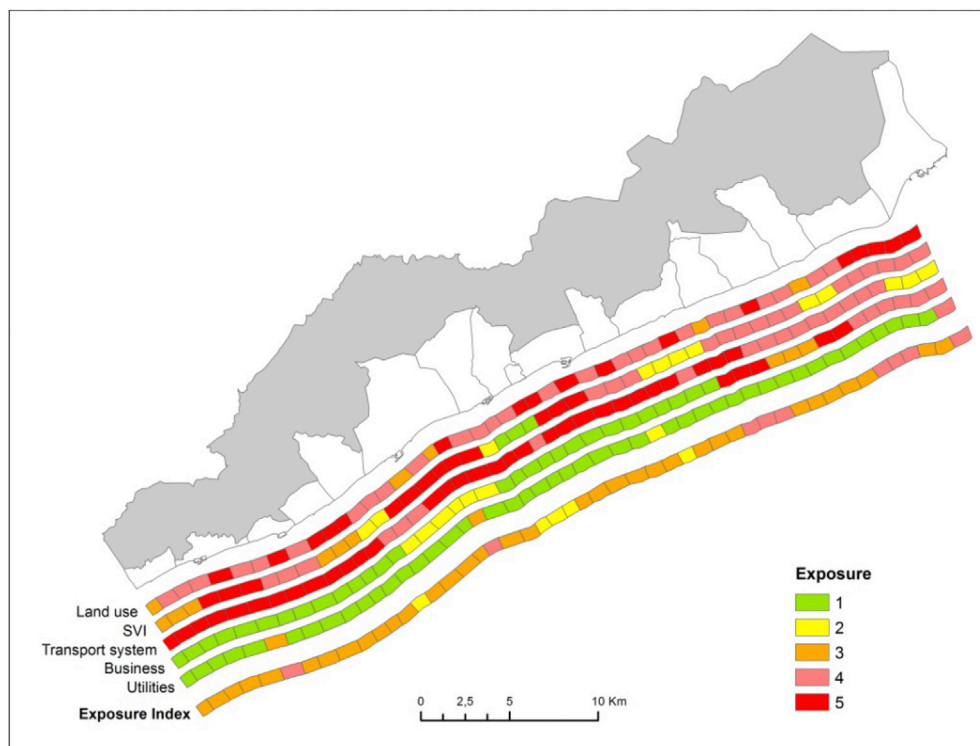 Land use
SVI
Transport system
Business
Utilities
Exposure Index
0 2,5 5 10 Km
Exposure
1
2
3
4
5